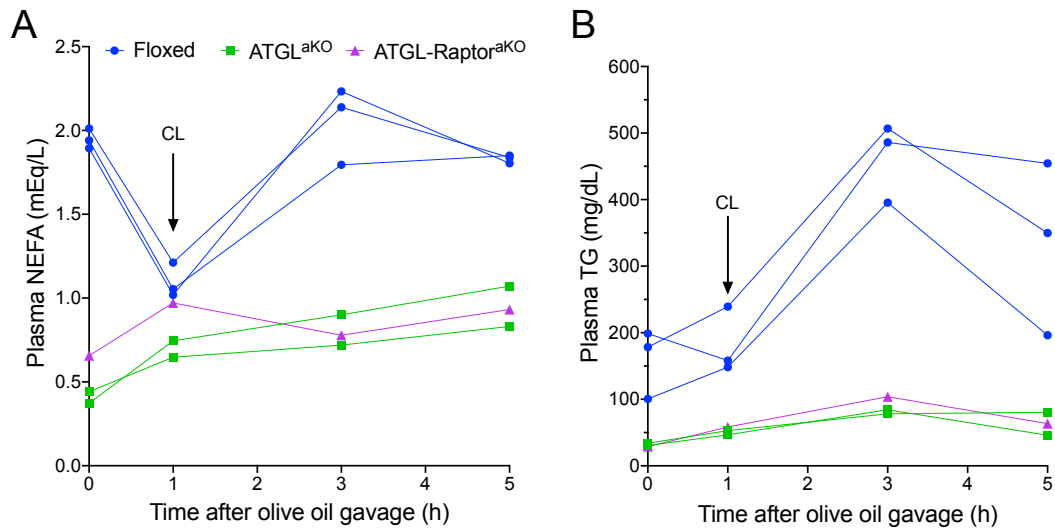 A
B
Floxed
ATGLaKO
ATGL-RaptoraKO
2.5
2.0
1.5
1.0
0.5
0.0
Plasma NEFA (mEq/L)
CL
0
1
2
3
4
5
Time after olive oil gavage (h)
600
500
400
300
200
100
0
Plasma TG (mg/dL)
CL
0
1
2
3
4
5
Time after olive oil gavage (h)